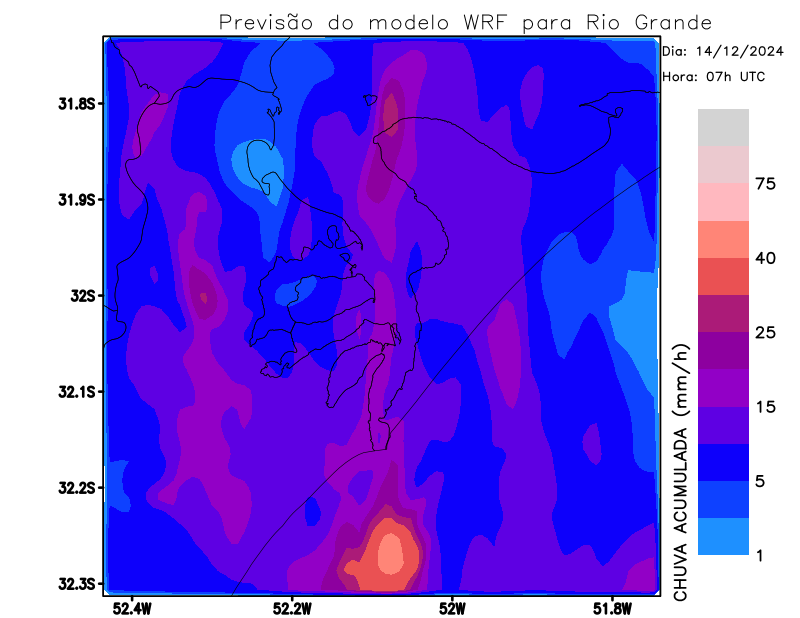 Previsão do modelo WRF para Rio Grande
Dia: 14/12/2024
Hora: 07h UTC
31.8S
31.9S
32S
32.1S
32.2S
32.3S
52.4W
52.2W
52W
51.8W
75
40
25
15
5
1
CHUVA ACUMULADA (mm/h)